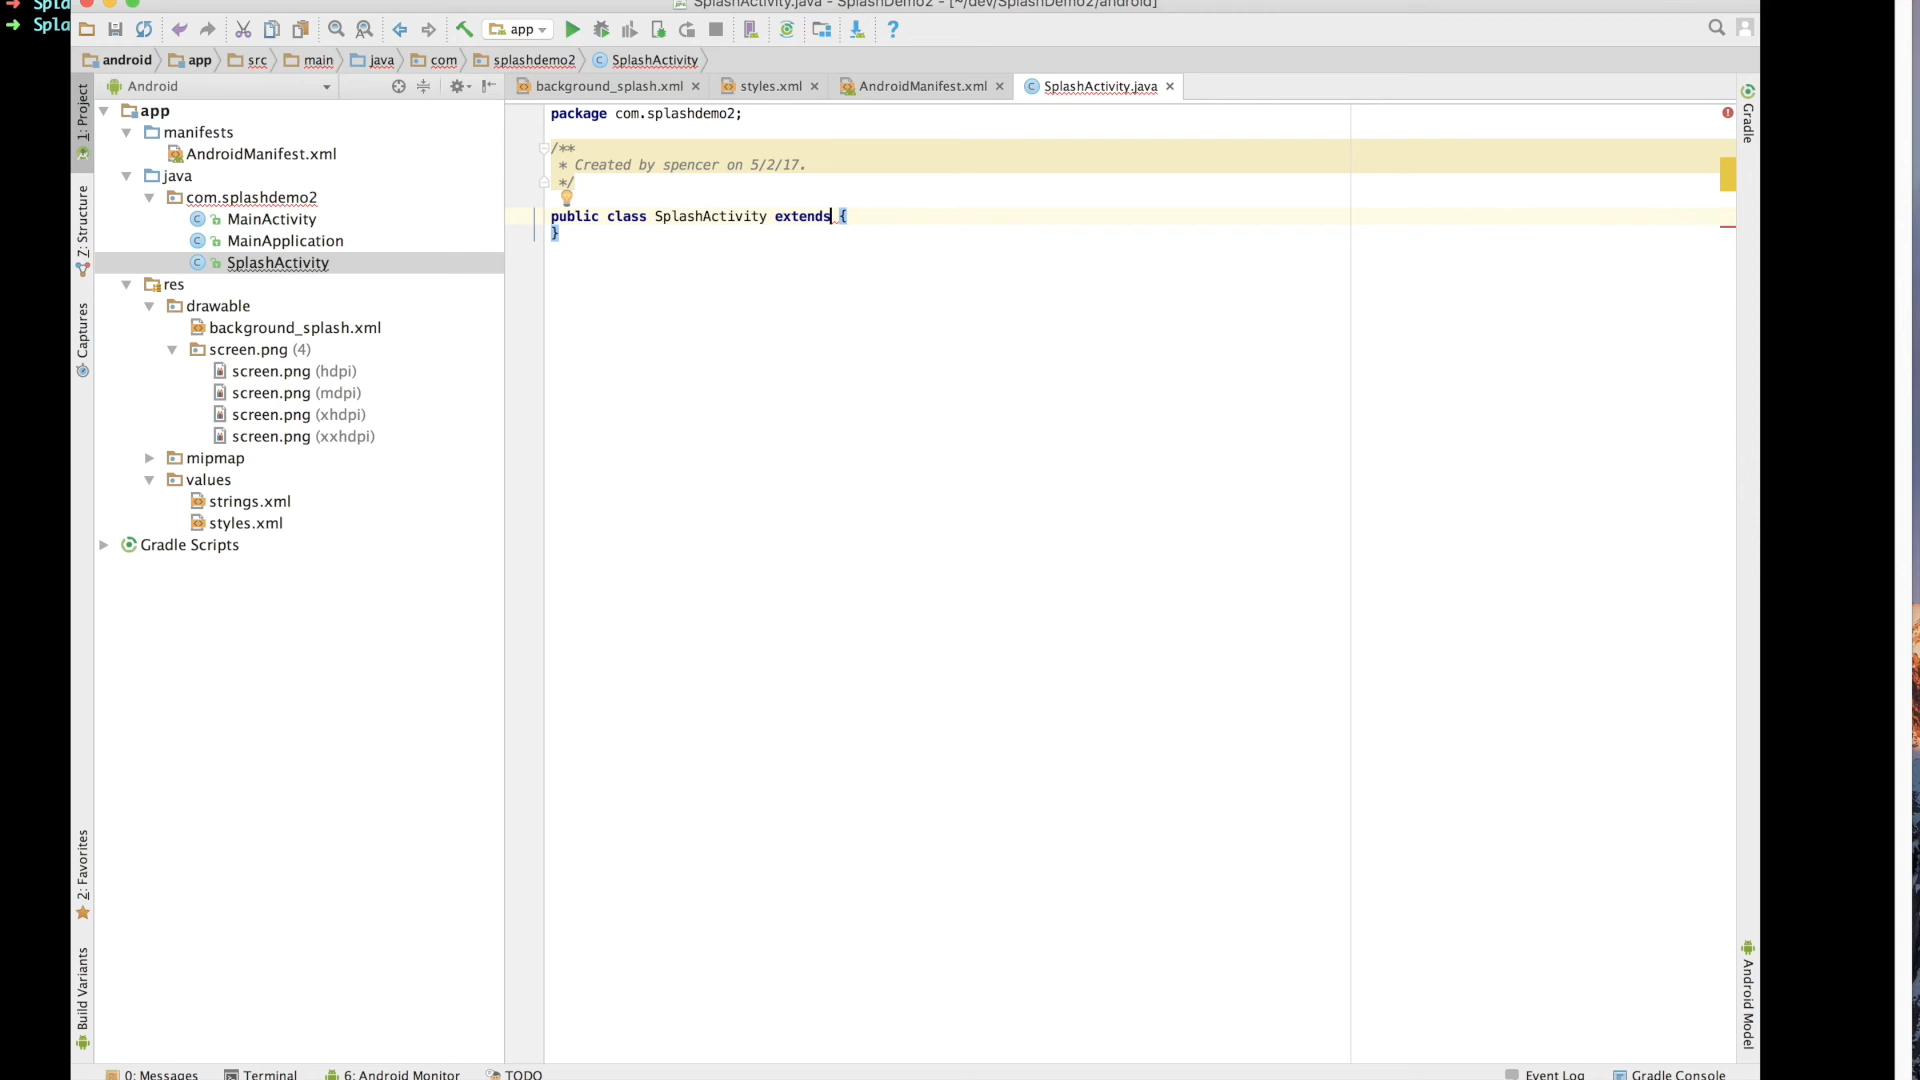 Spla
SplashActivity.java - SplashDemo2 - [~/dev/SplashDemo2/android]
Spla
app
android
app
src
main
java
com
splashdemo2
SplashActivity
Android
background_splash.xml
styles.xml
AndroidManifest.xml
SplashActivity.java
1: Project
Z: Structure
Captures
2: Favorites
Build Variants
app
manifests
AndroidManifest.xml
java
com.splashdemo2
MainActivity
MainApplication
SplashActivity
res
drawable
background_splash.xml
screen.png (4)
screen.png (hdpi)
screen.png (mdpi)
screen.png (xhdpi)
screen.png (xxhdpi)
mipmap
values
strings.xml
styles.xml
Gradle Scripts
package com.splashdemo2;
/**
* Created by spencer on 5/2/17.
*/
public class SplashActivity extends {
}
Gradle
Android Model
0: Messages
Terminal
6: Android Monitor
TODO
Event Log
Gradle Console